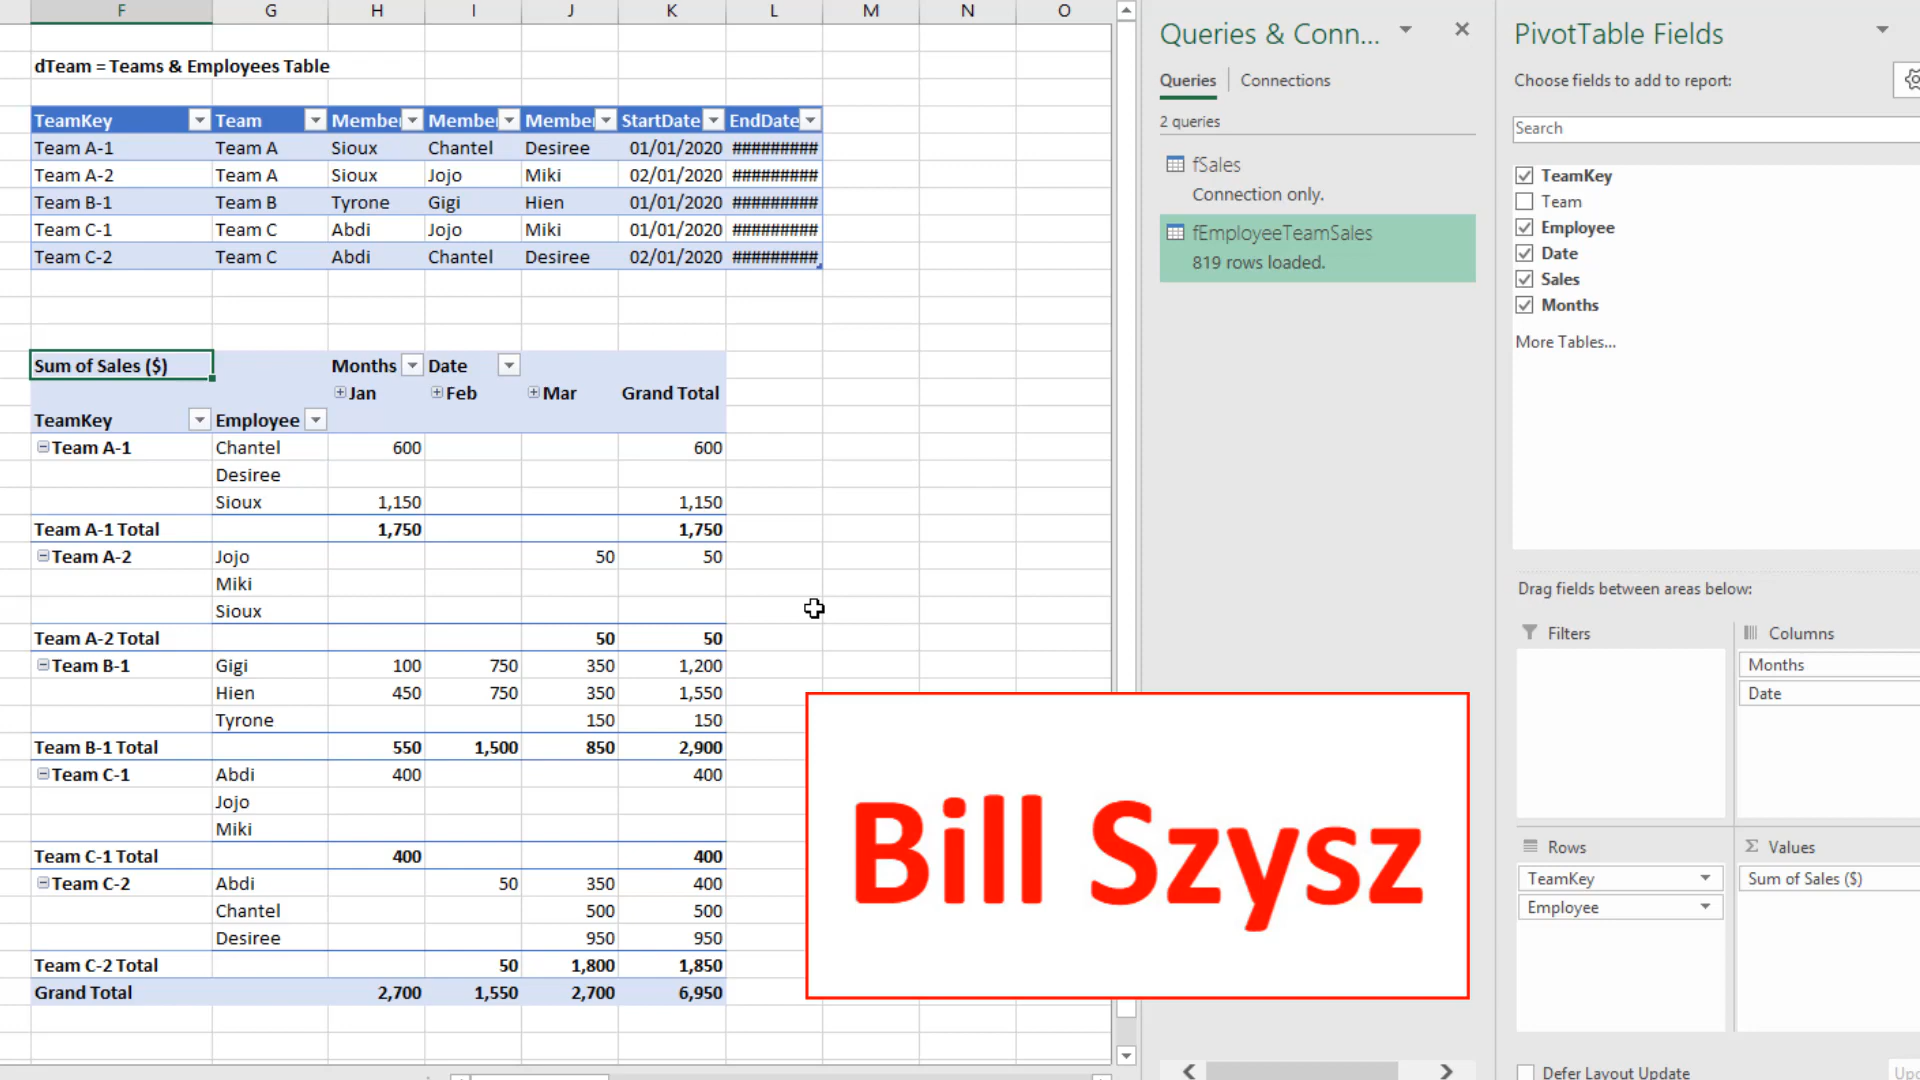 F G H I J K L M N O
dTeam = Teams & Employees Table
TeamKey Team Member Member Member StartDate EndDate
Team A-1 Team A Sioux Chantel Desiree 01/01/2020 #########
Team A-2 Team A Sioux Jojo Miki 02/01/2020 #########
Team B-1 Team B Tyrone Gigi Hien 01/01/2020 #########
Team C-1 Team C Abdi Jojo Miki 01/01/2020 #########
Team C-2 Team C Abdi Chantel Desiree 02/01/2020 #########
Sum of Sales ($) Months Date
Jan Feb Mar Grand Total
TeamKey Employee
Team A-1 Chantel 600 600
Desiree
Sioux 1,150 1,150
Team A-1 Total 1,750 1,750
Team A-2 Jojo 50 50
Miki
Sioux
Team A-2 Total 50 50
Team B-1 Gigi 100 750 350 1,200
Hien 450 750 350 1,550
Tyrone 150 150
Team B-1 Total 550 1,500 850 2,900
Team C-1 Abdi 400 400
Jojo
Miki
Team C-1 Total 400 400
Team C-2 Abdi 50 350 400
Chantel 500 500
Desiree 950 950
Team C-2 Total 50 1,800 1,850
Grand Total 2,700 1,550 2,700 6,950
Bill Szysz
Queries & Conn...
Queries Connections
2 queries
fSales
Connection only.
fEmployeeTeamSales
819 rows loaded.
PivotTable Fields
Choose fields to add to report:
Search
TeamKey
Team
Employee
Date
Sales
Months
More Tables...
Drag fields between areas below:
Filters
Columns
Months
Date
Rows
TeamKey
Employee
Σ Values
Sum of Sales ($)
Defer Layout Update